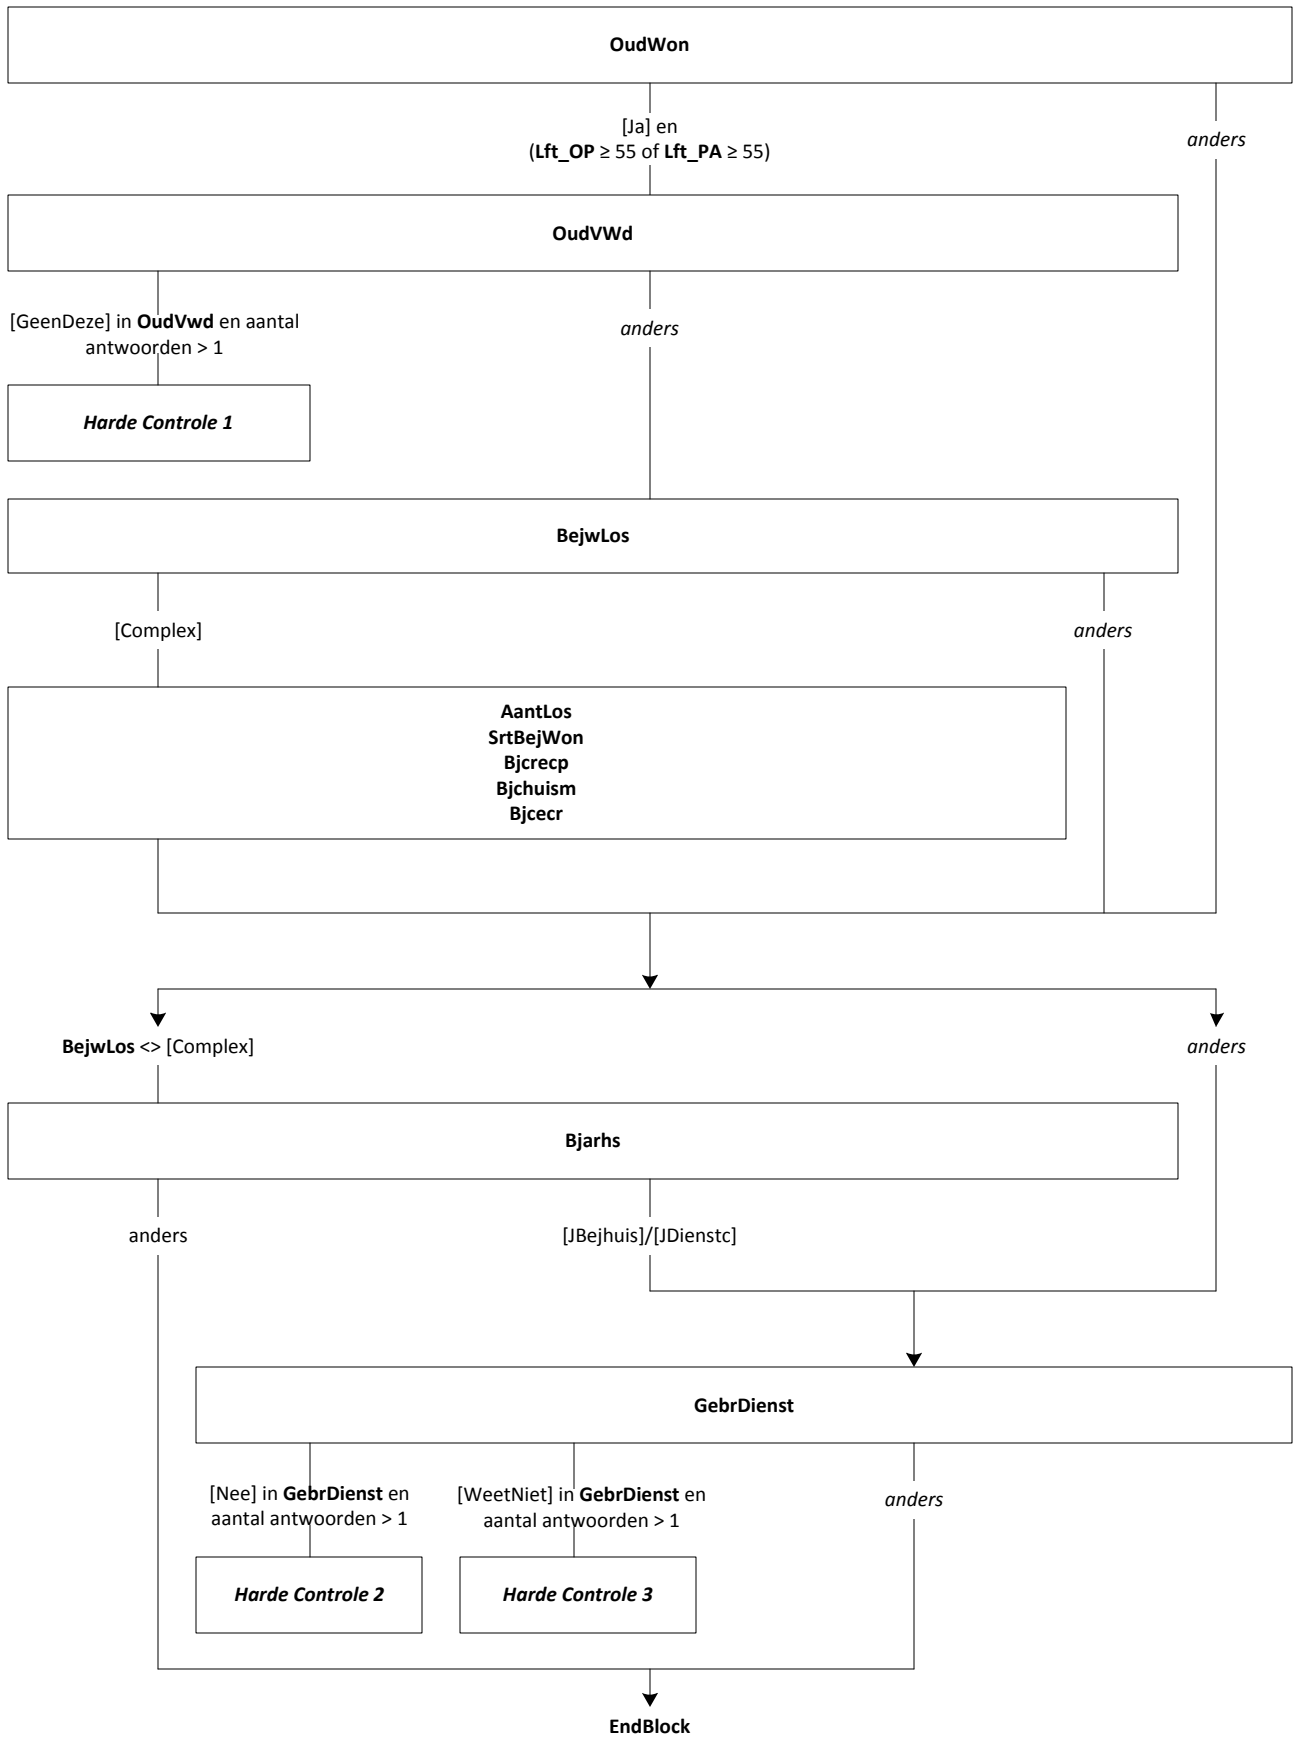 OudWon
[Ja] en
(Lft_OP ≥ 55 of Lft_PA ≥ 55)
anders
OudVWd
[GeenDeze] in OudVwd en aantal
antwoorden > 1
anders
Harde Controle 1
BejwLos
[Complex]
anders
AantLos
SrtBejWon
Bjcrecp
Bjchuism
Bjcecr
BejwLos <> [Complex]
anders
Bjarhs
anders
[JBejhuis]/[JDienstc]
GebrDienst
[Nee] in GebrDienst en
aantal antwoorden > 1
[WeetNiet] in GebrDienst en
aantal antwoorden > 1
anders
Harde Controle 2
Harde Controle 3
EndBlock